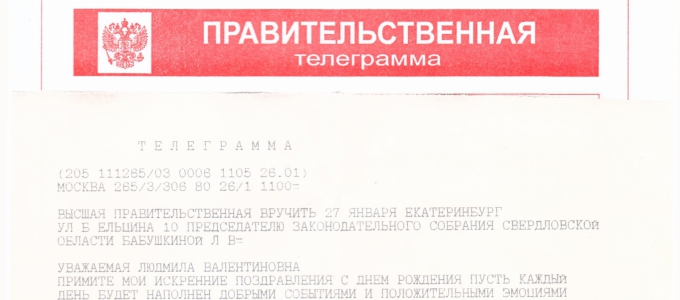 ПРАВИТЕЛЬСТВЕННАЯ
телеграмма
ТЕЛЕГРАММА
(205 111265/03 0006 1105 26.01)
МОСКВА 265/3/306 80 26/1 1100=
ВЫСШАЯ ПРАВИТЕЛЬСТВЕННАЯ ВРУЧИТЬ 27 ЯНВАРЯ ЕКАТЕРИНБУРГ
УЛ Б ЕЛЬЦИНА 10 ПРЕДСЕДАТЕЛЮ ЗАКОНОДАТЕЛЬНОГО СОБРАНИЯ СВЕРДЛОВСКОЙ
ОБЛАСТИ БАБУШКИНОЙ Л В=
УВАЖАЕМАЯ ЛЮДМИЛА ВАЛЕНТИНОВНА
ПРИМИТЕ МОИ ИСКРЕННИЕ ПОЗДРАВЛЕНИЯ С ДНЕМ РОЖДЕНИЯ ПУСТЬ КАЖДЫЙ
ДЕНЬ БУДЕТ НАПОЛНЕН ДОБРЫМИ СОБЫТИЯМИ И ПОЛОЖИТЕЛЬНЫМИ ЭМОЦИЯМИ